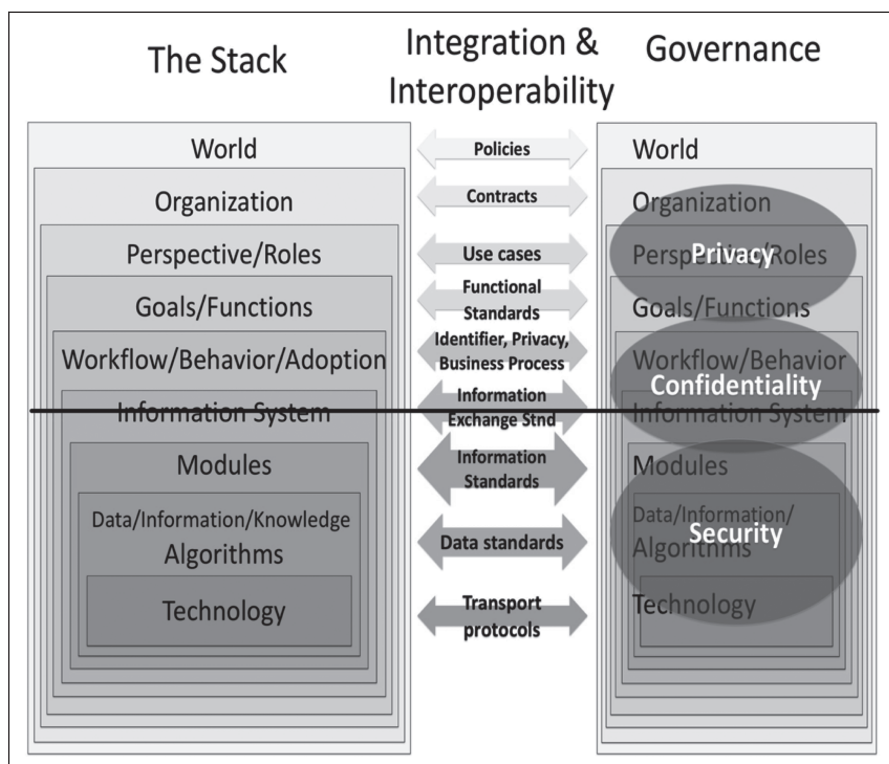 The Stack
World
Organization
Perspective/Roles
Goals/Functions
Workflow/Behavior/Adoption
Information System
Modules
Data/Information/Knowledge
Algorithms
Technology
Integration &
Interoperability
Policies
Contracts
Use cases
Functional
Standards
Identifier, Privacy,
Business Process
Information
Exchange Stnd
Information
Standards
Data standards
Transport
protocols
Governance
World
Organization
Perspective/Roles
Privacy
Goals/Functions
Workflow/Behavior
Confidentiality
Information System
Modules
Data/Information/
Security
Algorithms
Technology